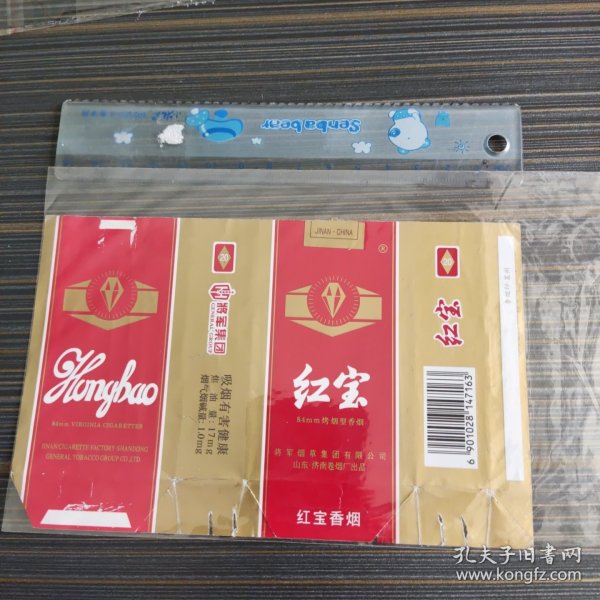 Senbabear
JINAN · CHINA
®
20
将军集团
GENERAL GROUP
Hongbao
84mm VIRGINIA CIGARETTES
JINAN CIGARETTE FACTORY SHANDONG
GENERAL TOBACCO GROUP CO.,LTD
吸烟有害健康
焦油量:17mg
烟气烟碱量:1.0mg
红宝
84mm烤烟型香烟
将军烟草集团有限公司
山东·济南卷烟厂出品
红宝香烟
20
红宝
6 901028 147163
孔夫子旧书网
www.kongfz.com